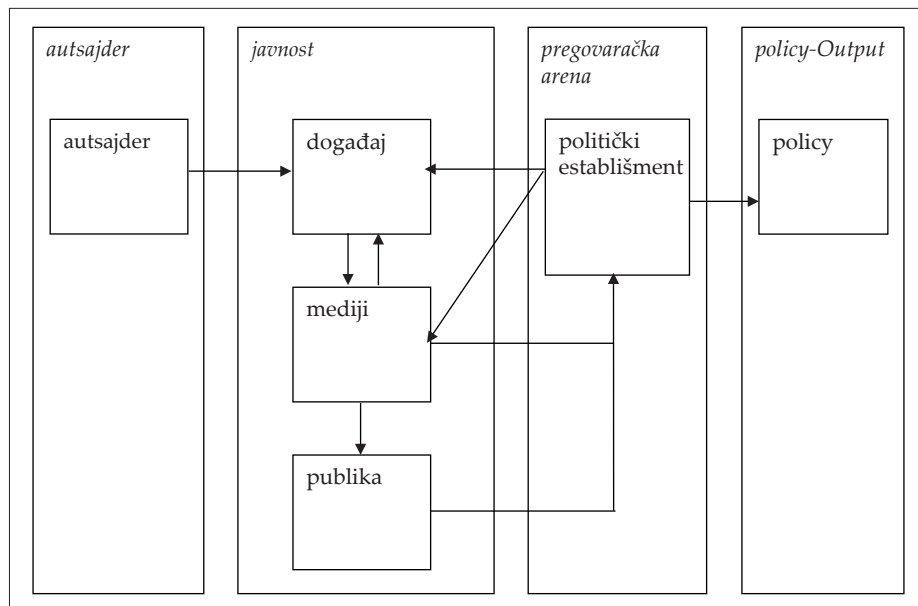 autsajder
javnost
pregovaračka
arena
policy-Output
autsajder
događaj
politički
establišment
policy
mediji
publika